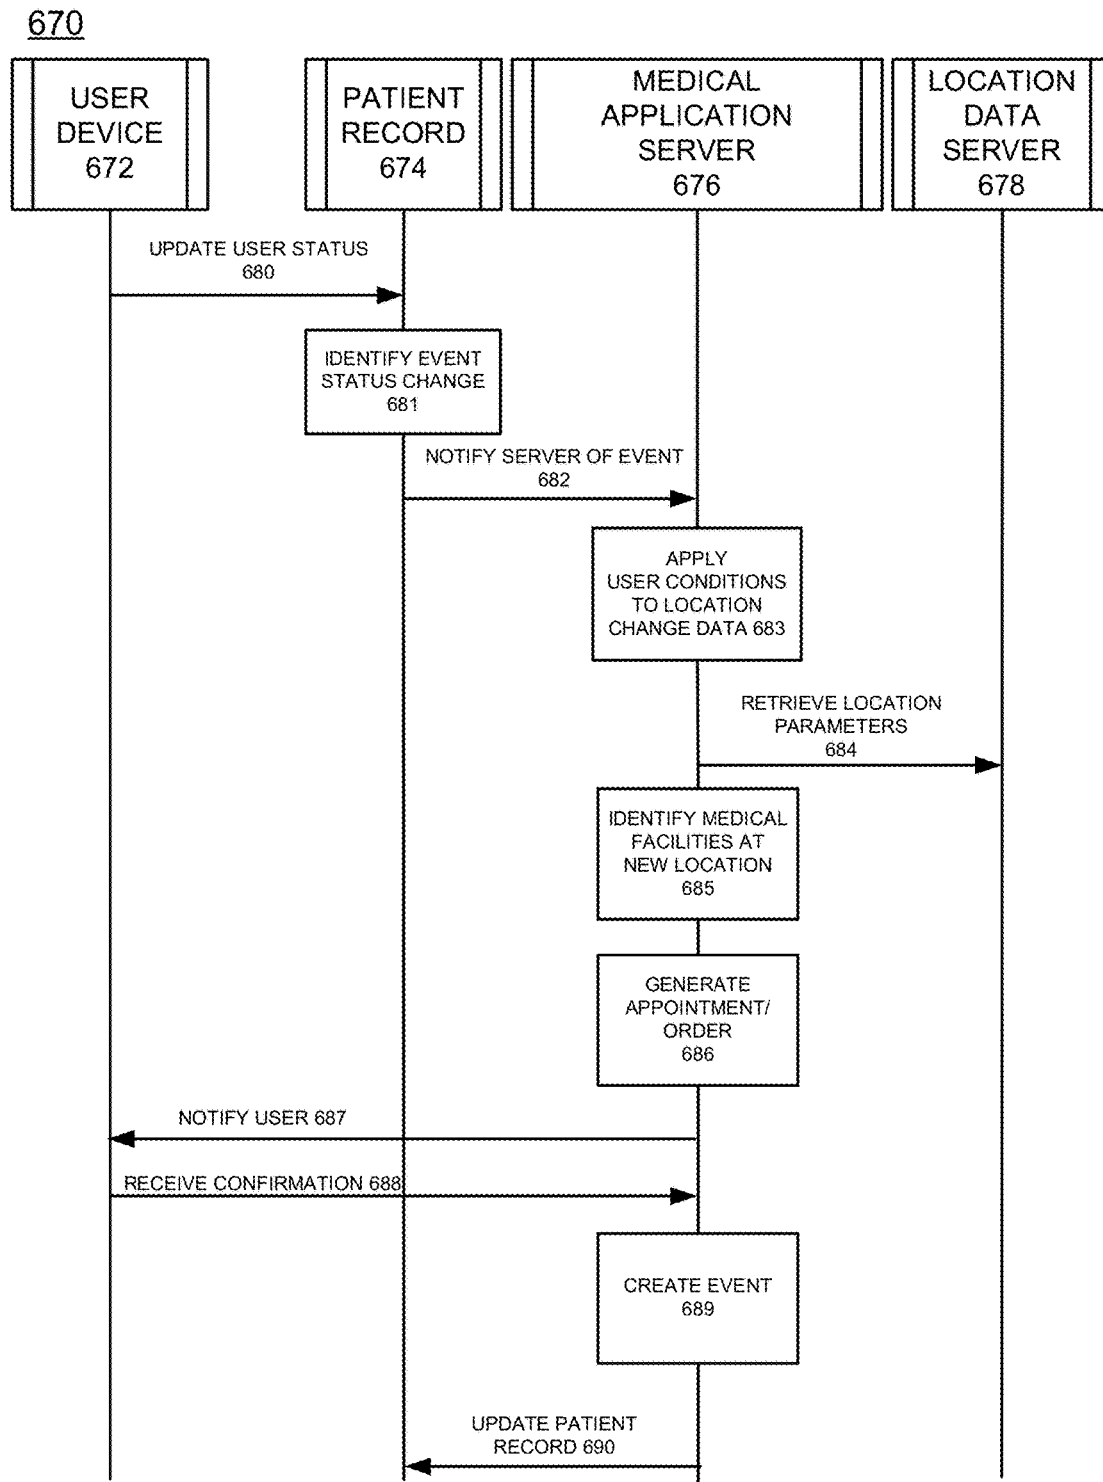 670
USER
DEVICE
672
PATIENT
RECORD
674
MEDICAL
APPLICATION
SERVER
676
LOCATION
DATA
SERVER
678
UPDATE USER STATUS
680
IDENTIFY EVENT
STATUS CHANGE
681
NOTIFY SERVER OF EVENT
682
APPLY
USER CONDITIONS
TO LOCATION
CHANGE DATA 683
RETRIEVE LOCATION
PARAMETERS
684
IDENTIFY MEDICAL
FACILITIES AT
NEW LOCATION
685
GENERATE
APPOINTMENT/
ORDER
686
NOTIFY USER 687
RECEIVE CONFIRMATION 688
CREATE EVENT
689
UPDATE PATIENT
RECORD 690